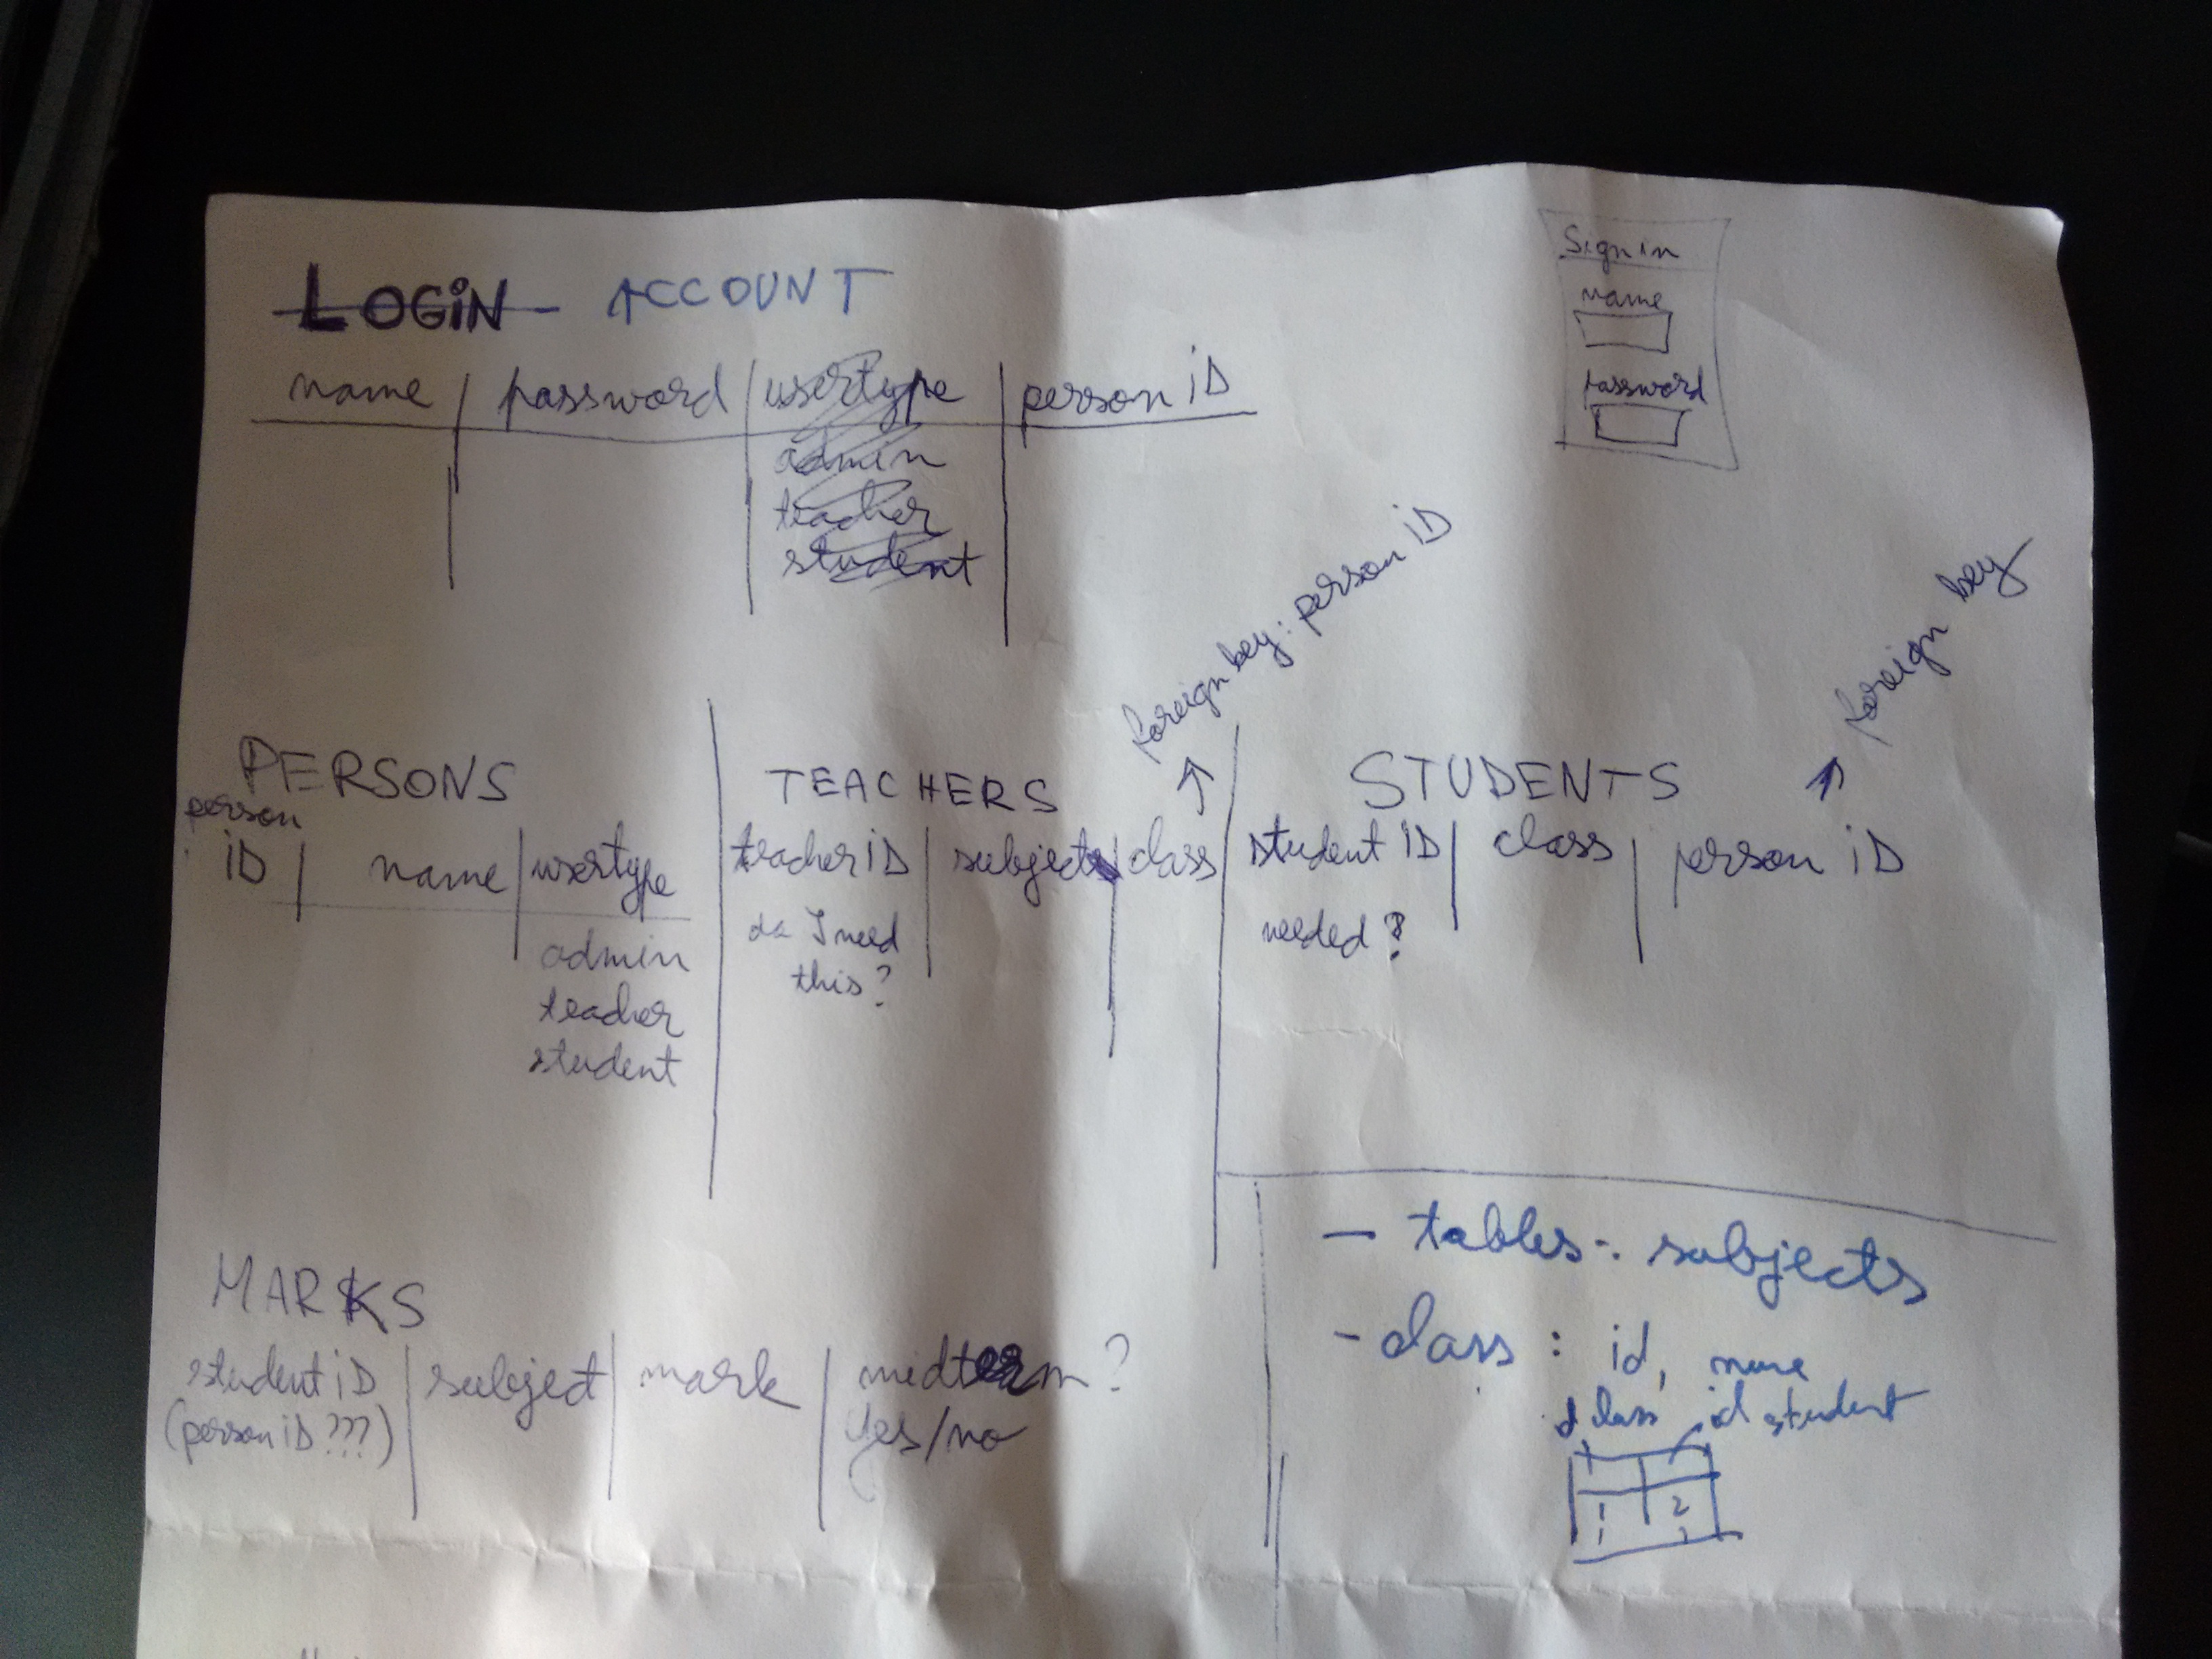 LOGIN - ACCOUNT
name | password | usertype | person iD
admin
teacher
student
Sign in
name
password
foreign key: person iD
foreign key
PERSONS
person
iD | name | usertype
admin
teacher
student
TEACHERS
teacher iD | subject | class
do I need
this?
STUDENTS
student iD | class | person iD
needed?
MARKS
student iD | subject | mark | midterm?
(person iD???)
yes/no
- tables: subjects
- class : id, name
class id student
1 2
1